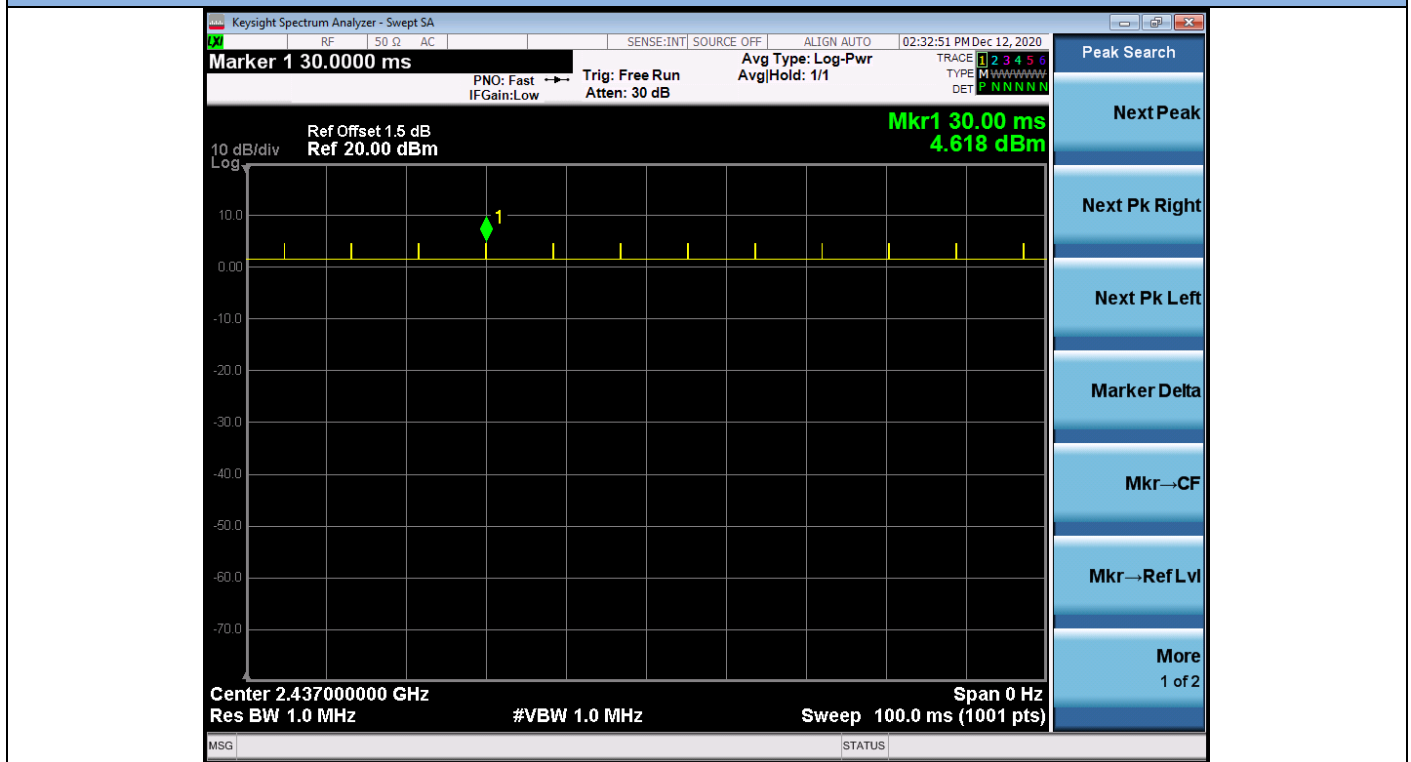 Keysight Spectrum Analyzer - Swept SA
LXI RF 50 Ω AC SENSE:INT SOURCE OFF ALIGN AUTO 02:32:51 PM Dec 12, 2020
Marker 1 30.0000 ms
PNO: Fast
IFGain:Low
Trig: Free Run
Atten: 30 dB
Avg Type: Log-Pwr
Avg|Hold: 1/1
TRACE 1 2 3 4 5 6
TYPE M WWWWW
DET P N N N N N
Peak Search
Mkr1 30.00 ms
4.618 dBm
Ref Offset 1.5 dB
10 dB/div Ref 20.00 dBm
Log
1
10.0
0.00
-10.0
-20.0
-30.0
-40.0
-50.0
-60.0
-70.0
Center 2.437000000 GHz Span 0 Hz
Res BW 1.0 MHz #VBW 1.0 MHz Sweep 100.0 ms (1001 pts)
Next Peak
Next Pk Right
Next Pk Left
Marker Delta
Mkr→CF
Mkr→Ref Lvl
More
1 of 2
MSG STATUS